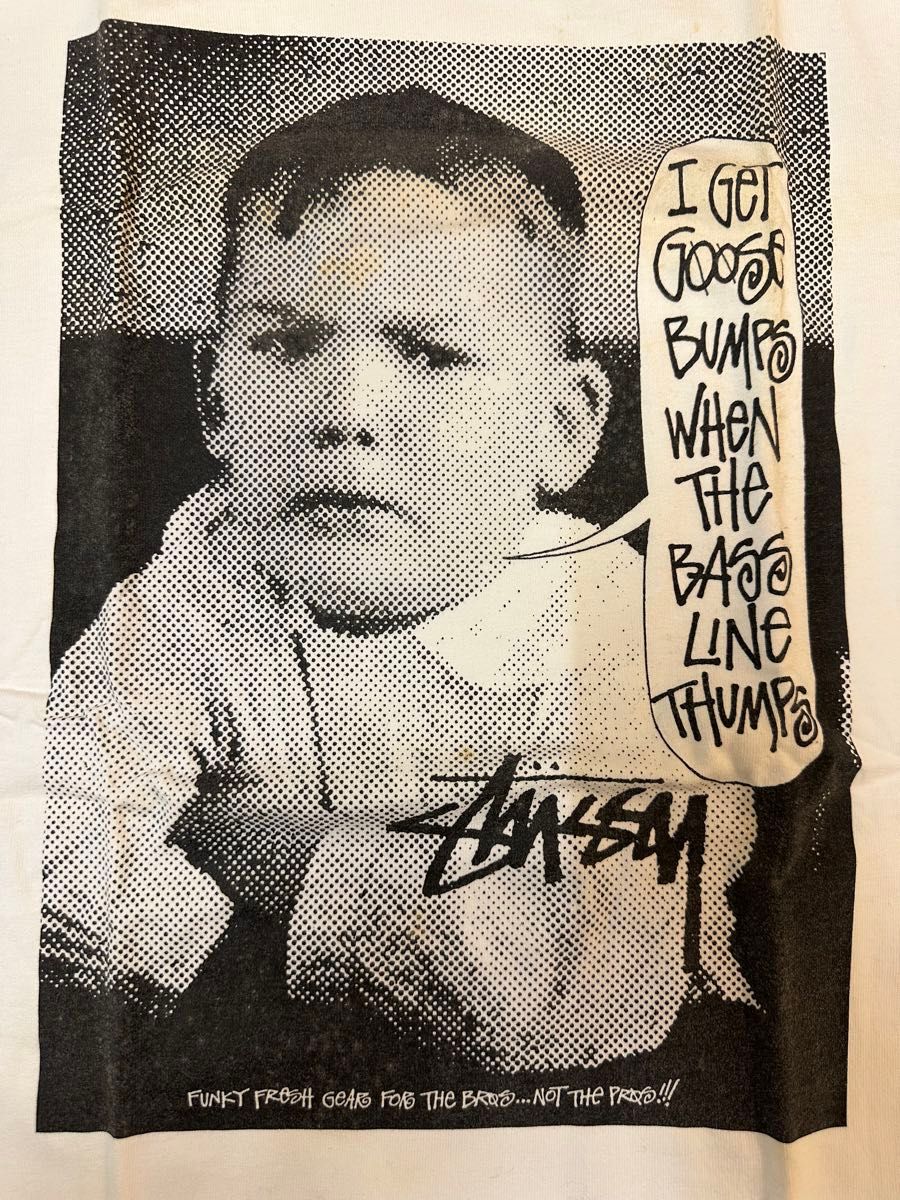 I GET
GOOSE
BUMPS
WHEN
THE
BASS
LINE
THUMPS
STÜSSY
FUNKY FRESH GEAR FOR THE BROS...NOT THE PROS!!!